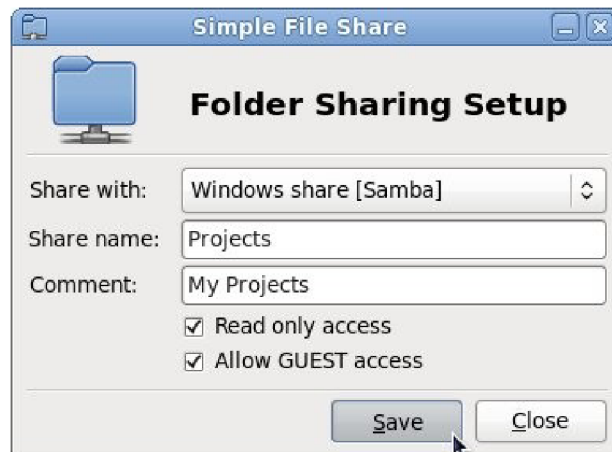 Simple File Share
Folder Sharing Setup
Share with: Windows share [Samba]
Share name: Projects
Comment: My Projects
Read only access
Allow GUEST access
Save Close